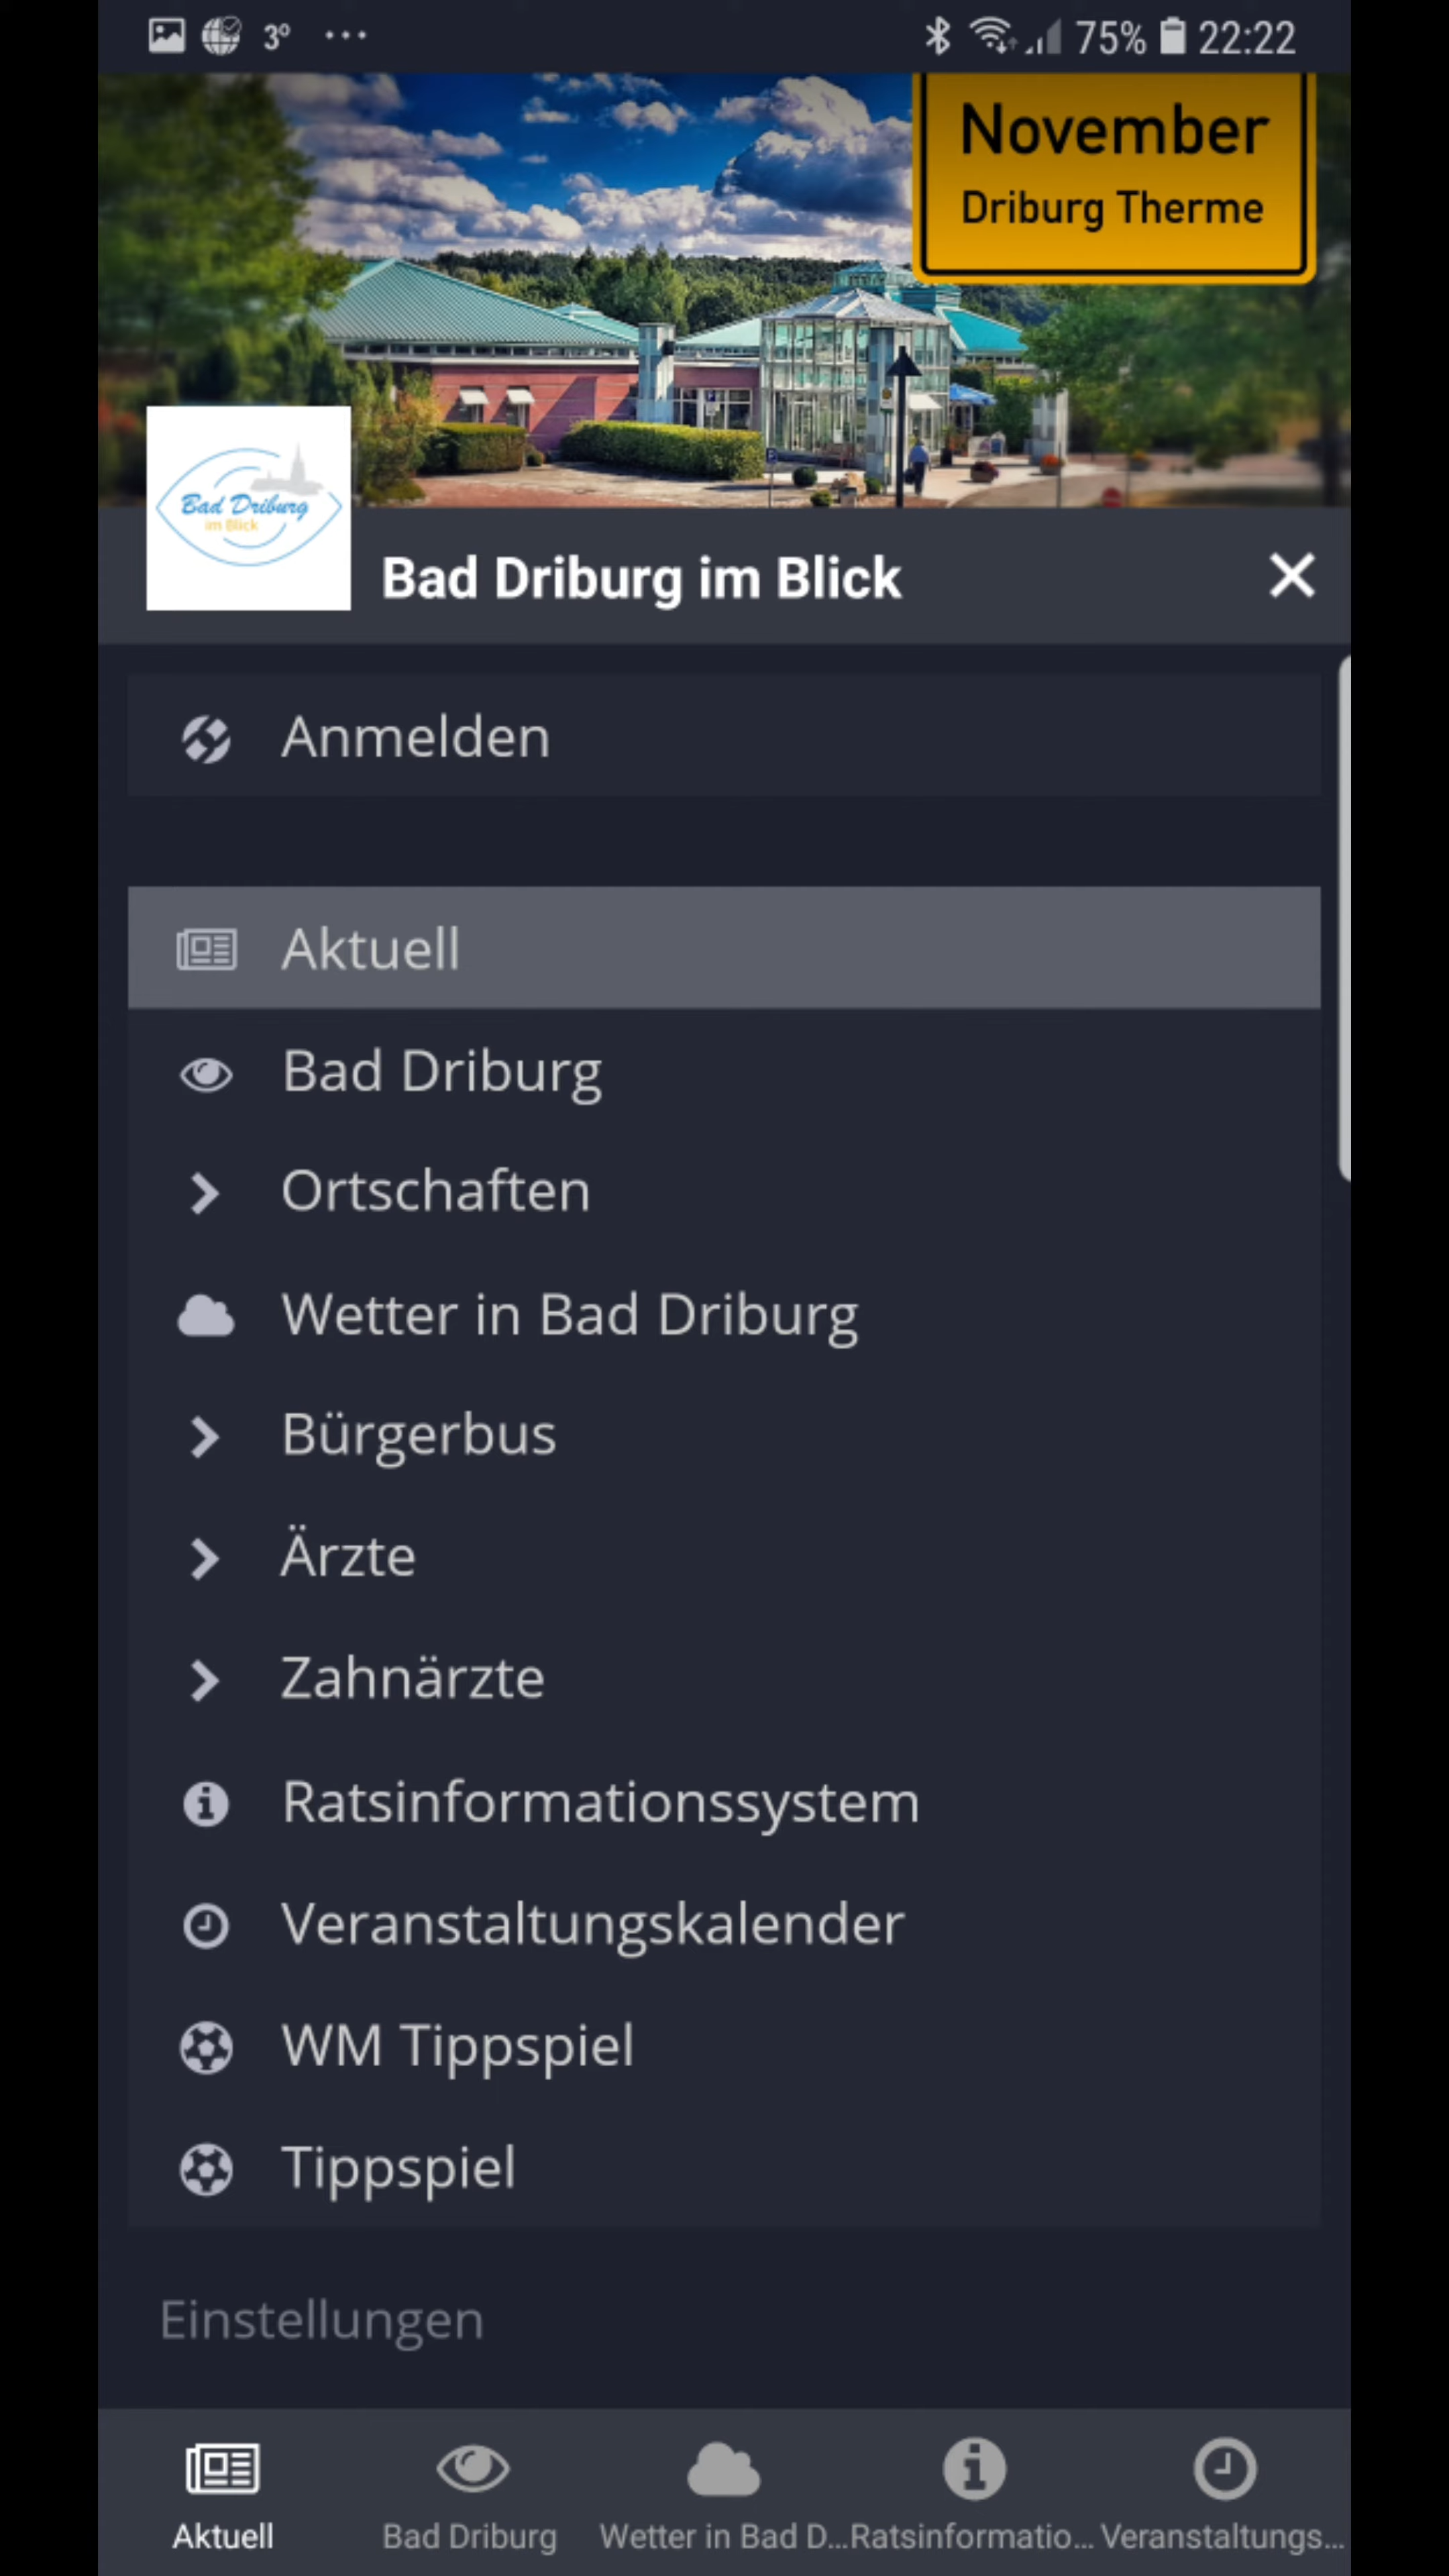 3°
75% 22:22
November
Driburg Therme
Bad Driburg
im Blick
Bad Driburg im Blick
Anmelden
Aktuell
Bad Driburg
Ortschaften
Wetter in Bad Driburg
Bürgerbus
Ärzte
Zahnärzte
Ratsinformationssystem
Veranstaltungskalender
WM Tippspiel
Tippspiel
Einstellungen
Aktuell
Bad Driburg
Wetter in Bad D...
Ratsinformatio...
Veranstaltungs...